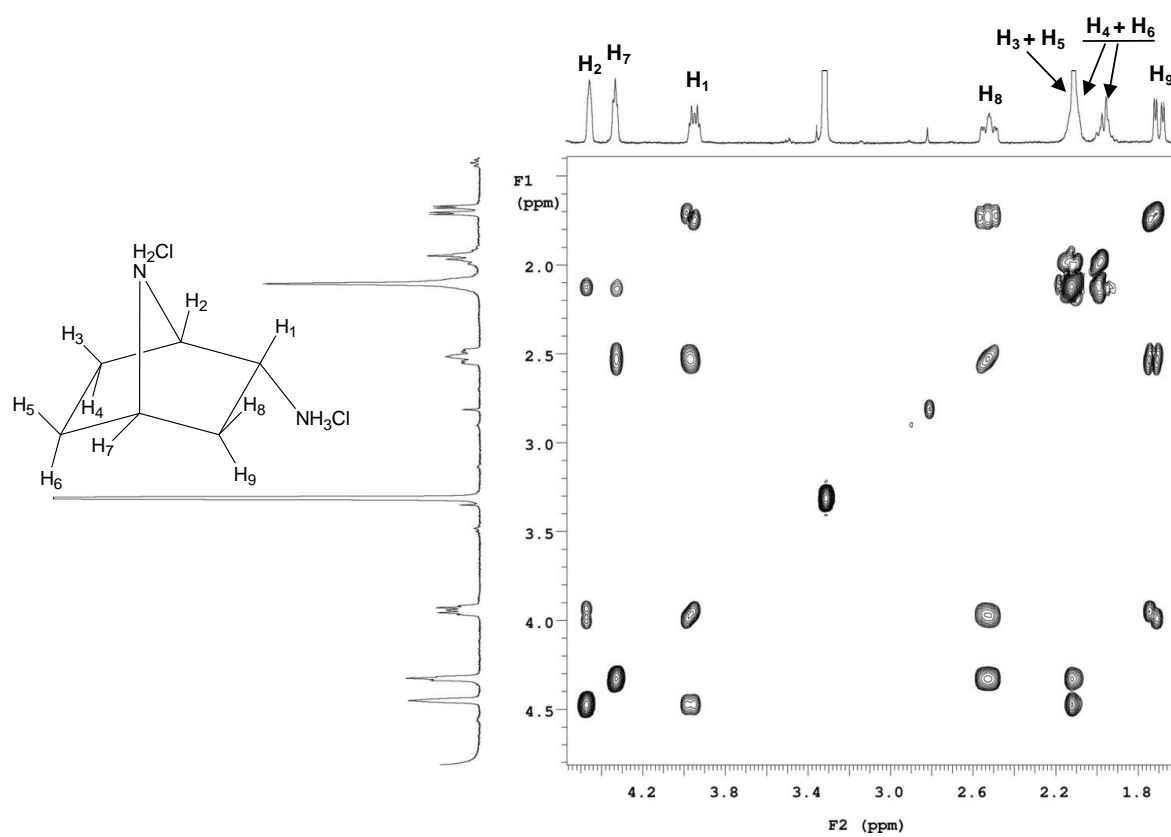 H₂
H₇
H₁
H₈
H₃ + H₅
H₄ + H₆
H₉
F1
(ppm)
2.0
2.5
3.0
3.5
4.0
4.5
4.2
3.8
3.4
3.0
2.6
2.2
1.8
F2 (ppm)
H₂Cl
N
H₂
H₃
H₁
H₅
H₄
H₈
NH₃Cl
H₇
H₆
H₉